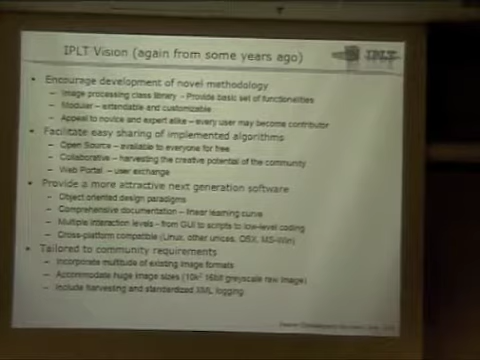 IPLT Vision (again from some years ago)
IPLT
• Encourage development of novel methodology
– Image processing class library - Provide basic set of functionalities
– Modular – extendable and customizable
– Appeal to novice and expert alike – every user may become contributor
• Facilitate easy sharing of implemented algorithms
– Open Source – available to everyone for free
– Collaborative – harvesting the creative potential of the community
– Web Portal – user exchange
• Provide a more attractive next generation software
– Object oriented design paradigms
– Comprehensive documentation – linear learning curve
– Multiple interaction levels - from GUI to scripts to low-level coding
– Cross-platform compatible (Linux, other unices, OSX, MS-Win)
• Tailored to community requirements
– Incorporate multitude of existing image formats
– Accommodate huge image sizes (10k² 16bit greyscale raw image)
– Include harvesting and standardized XML logging